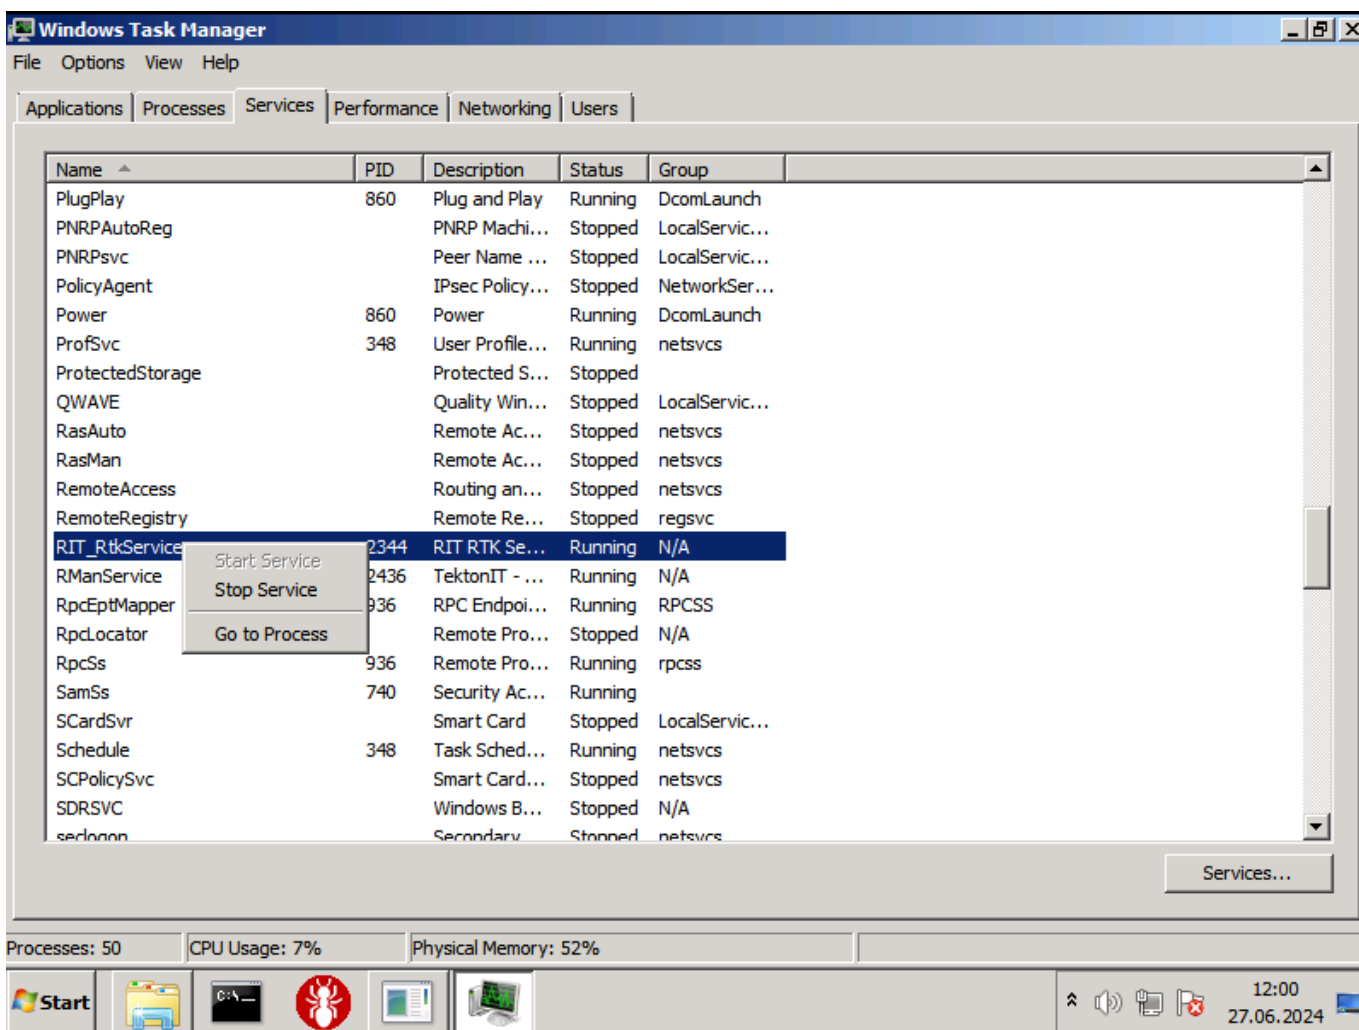 Windows Task Manager
File Options View Help
Applications Processes Services Performance Networking Users
Name PID Description Status Group
PlugPlay 860 Plug and Play Running DcomLaunch
PNRPAutoReg PNRP Machi... Stopped LocalServic...
PNRPsvc Peer Name ... Stopped LocalServic...
PolicyAgent IPsec Policy... Stopped NetworkSer...
Power 860 Power Running DcomLaunch
ProfSvc 348 User Profile... Running netsvcs
ProtectedStorage Protected S... Stopped
QWAVE Quality Win... Stopped LocalServic...
RasAuto Remote Ac... Stopped netsvcs
RasMan Remote Ac... Stopped netsvcs
RemoteAccess Routing an... Stopped netsvcs
RemoteRegistry Remote Re... Stopped regsvc
RIT_RtkService 2344 RIT RTK Se... Running N/A
Start Service
RManService 2436 TektonIT - ... Running N/A
Stop Service
RpcEptMapper 936 RPC Endpoi... Running RPCSS
RpcLocator Go to Process Remote Pro... Stopped N/A
RpcSs 936 Remote Pro... Running rpcss
SamSs 740 Security Ac... Running
SCardSvr Smart Card Stopped LocalServic...
Schedule 348 Task Sched... Running netsvcs
SCPolicySvc Smart Card... Stopped netsvcs
SDRSVC Windows B... Stopped N/A
seclogon Secondary Stopped netsvcs
Services...
Processes: 50 CPU Usage: 7% Physical Memory: 52%
Start C:\ 12:00
27.06.2024